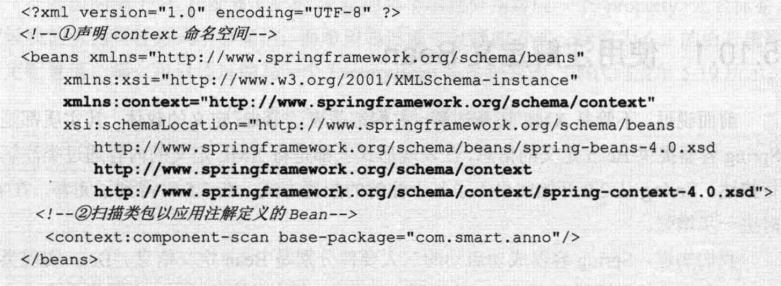 <?xml version="1.0" encoding="UTF-8" ?>
<!--①声明 context 命名空间-->
<beans xmlns="http://www.springframework.org/schema/beans"
xmlns:xsi="http://www.w3.org/2001/XMLSchema-instance"
xmlns:context="http://www.springframework.org/schema/context"
xsi:schemaLocation="http://www.springframework.org/schema/beans
http://www.springframework.org/schema/beans/spring-beans-4.0.xsd
http://www.springframework.org/schema/context
http://www.springframework.org/schema/context/spring-context-4.0.xsd">
<!--②扫描类包以应用注解定义的 Bean-->
<context:component-scan base-package="com.smart.anno"/>
</beans>